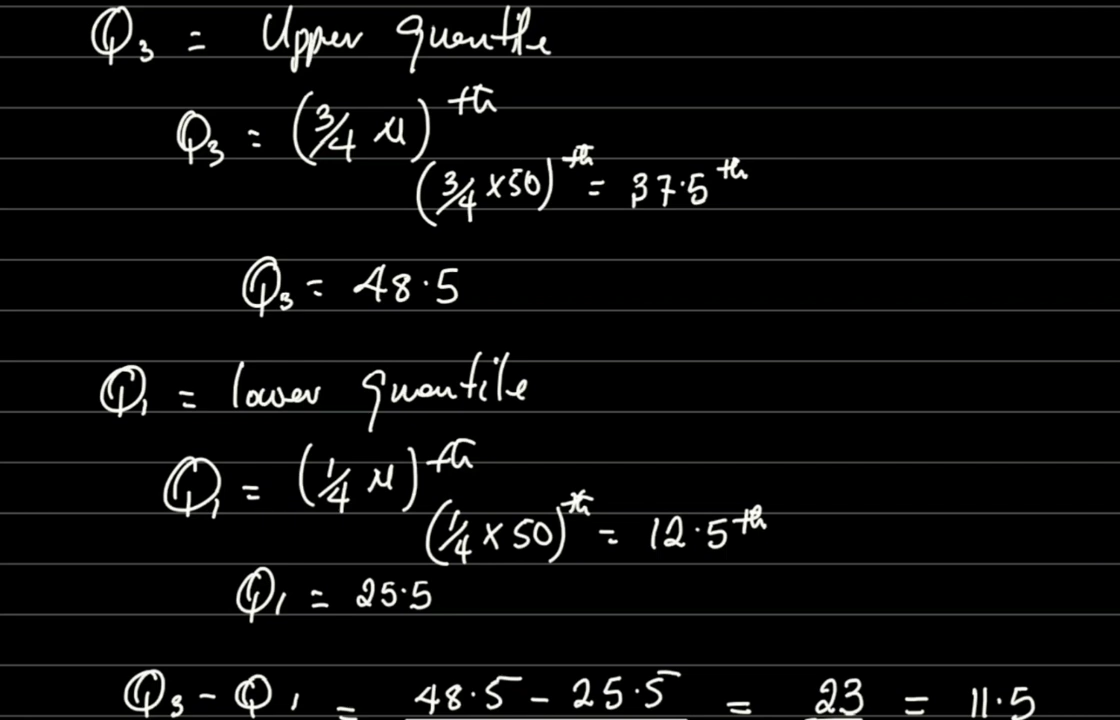 Q₃ = Upper quantile
Q₃ = (3/4 n)th
(3/4 × 50)th = 37.5th
Q₃ = 48.5
Q₁ = lower quantile
Q₁ = (1/4 n)th
(1/4 × 50)th = 12.5th
Q₁ = 25.5
Q₃ - Q₁ = 48.5 - 25.5 = 23 = 11.5